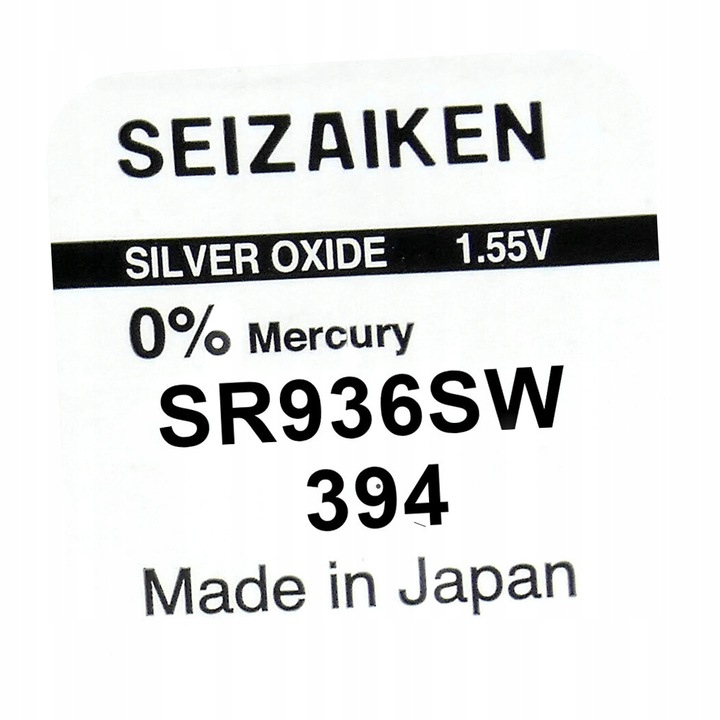 SEIZAIKEN
SILVER OXIDE 1.55V
0% Mercury
SR936SW
394
Made in Japan